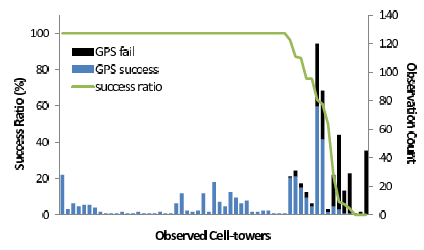 100
80
60
40
20
0
Success Ratio (%)
GPS fail
GPS success
success ratio
140
120
100
80
60
40
20
0
Observation Count
Observed Cell-towers